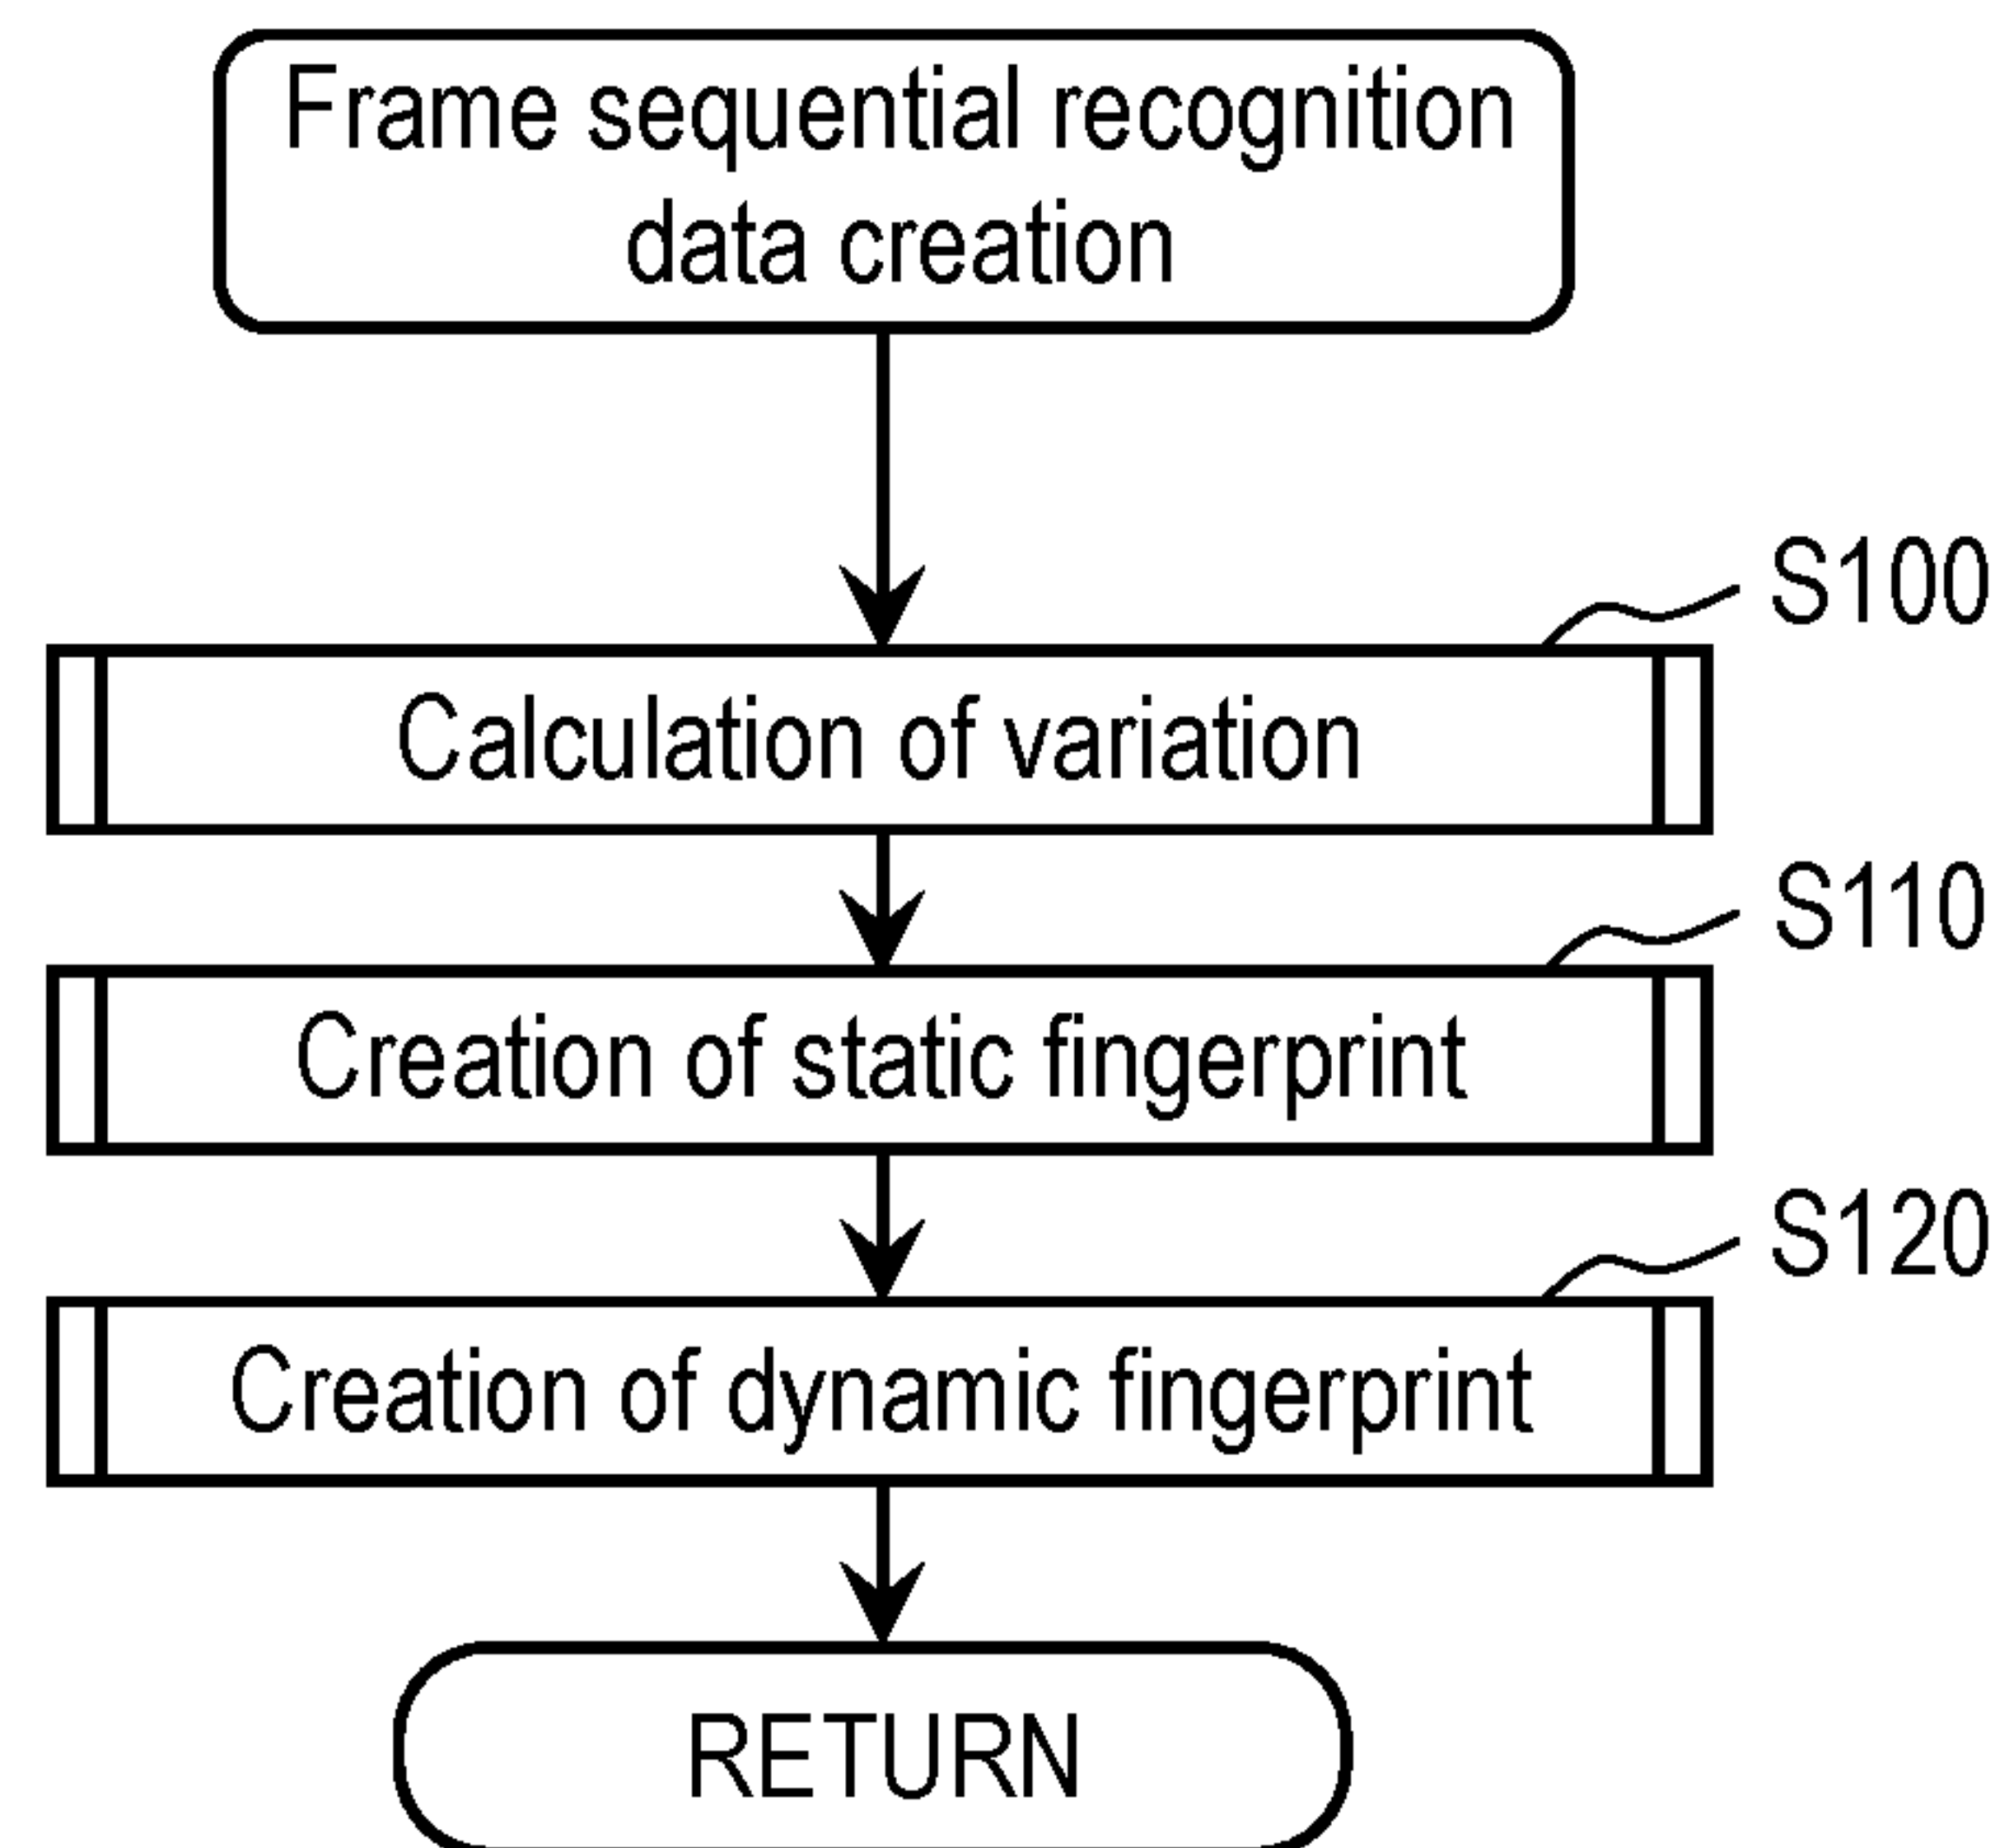 Frame sequential recognition
data creation
S100
Calculation of variation
S110
Creation of static fingerprint
S120
Creation of dynamic fingerprint
RETURN